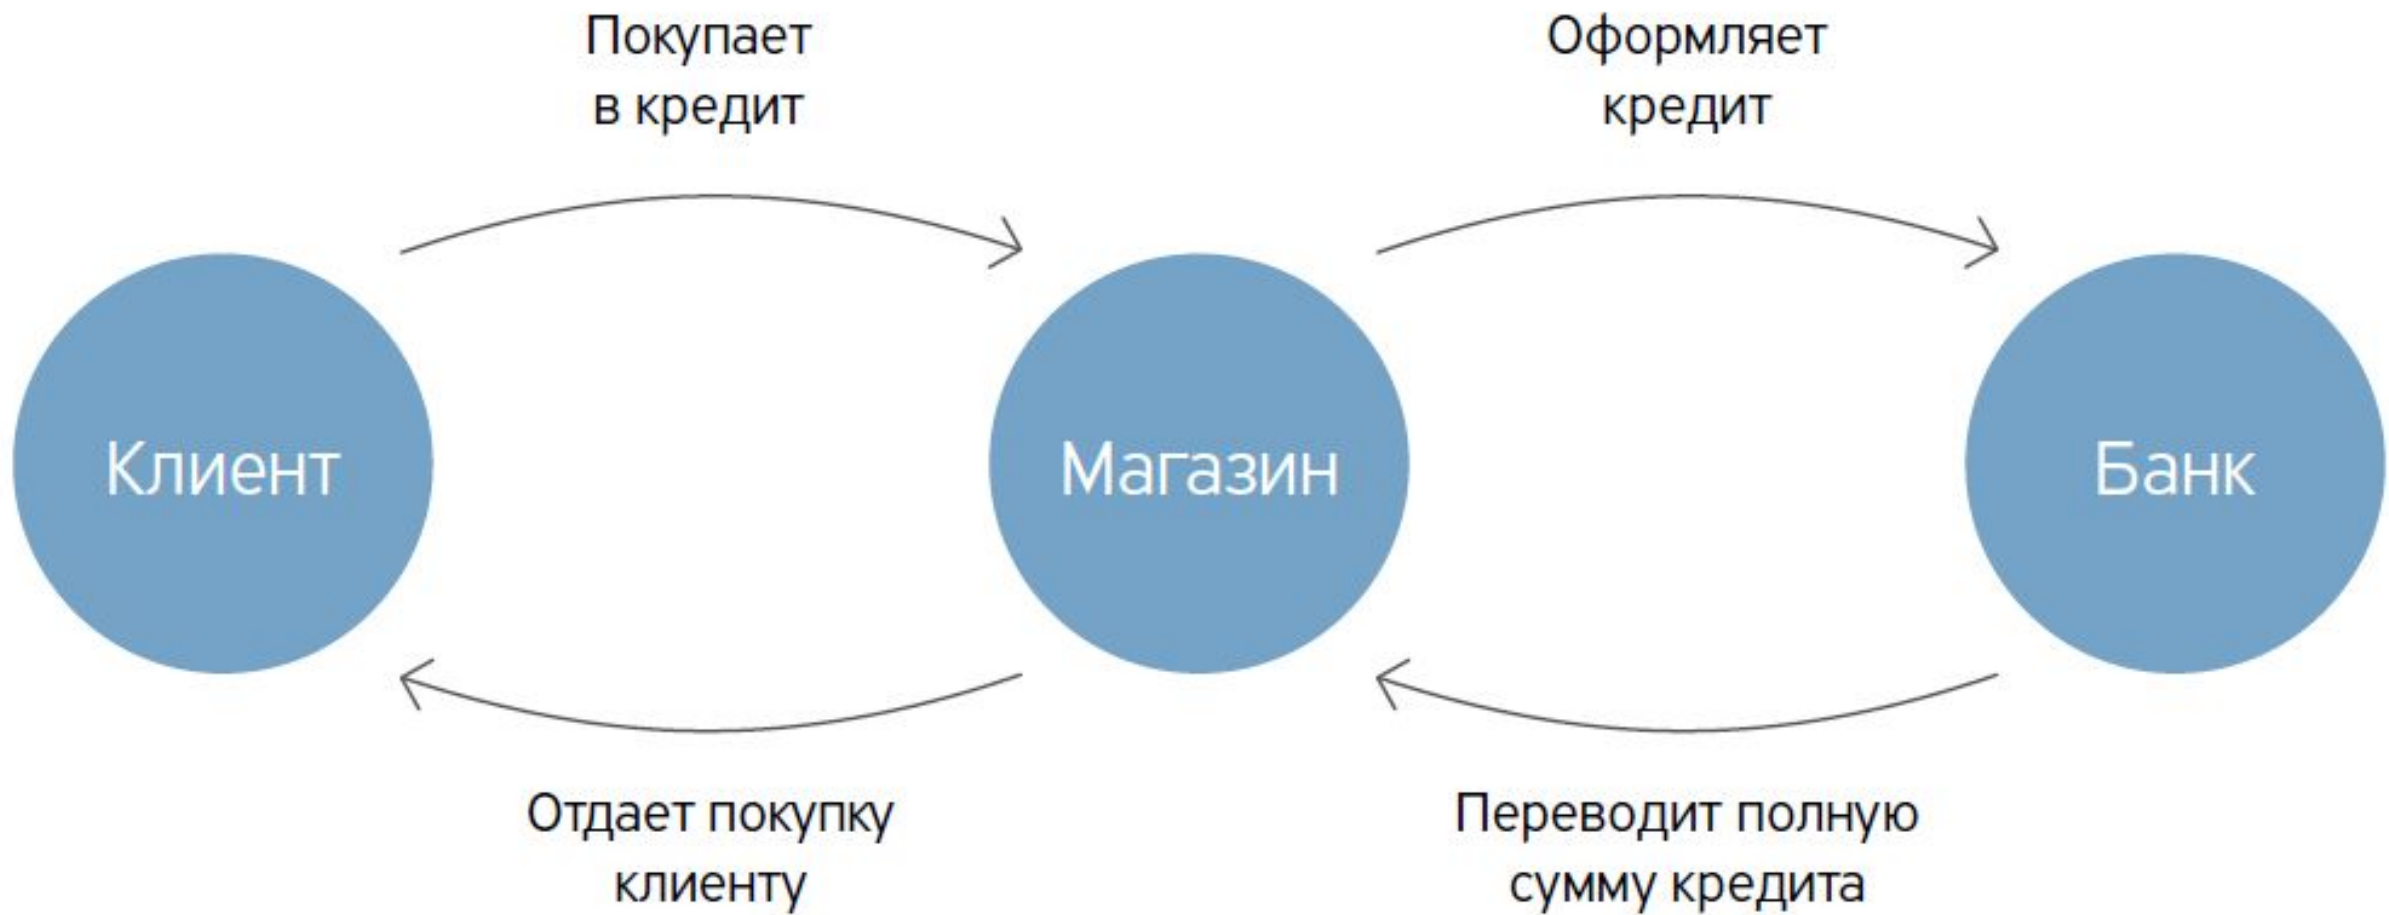 Покупает
в кредит
Оформляет
кредит
Клиент
Магазин
Банк
Отдает покупку
клиенту
Переводит полную
сумму кредита